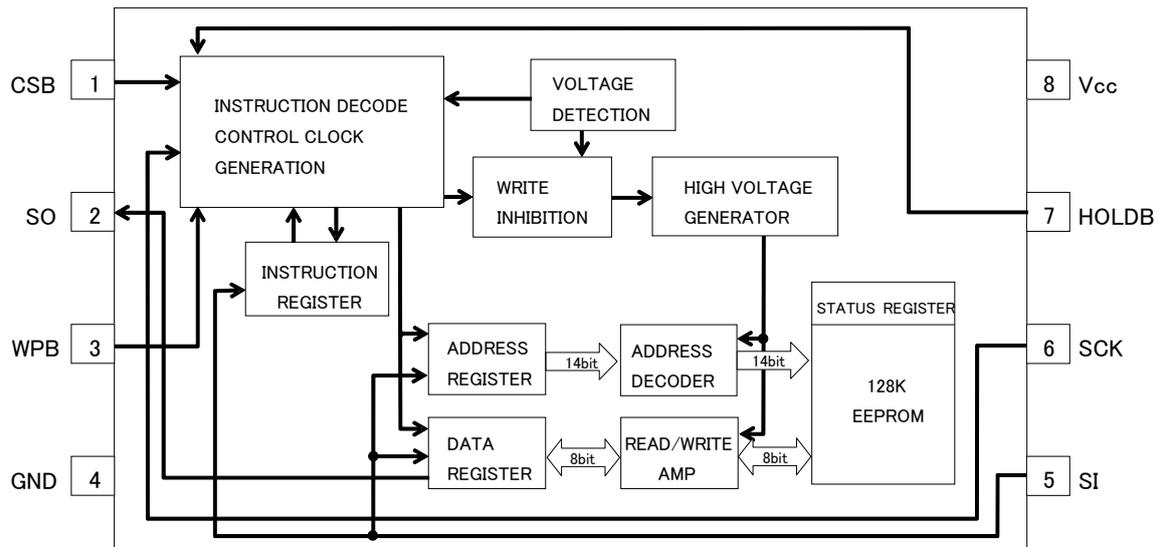 CSB 1
SO 2
WPB 3
GND 4
INSTRUCTION DECODE
CONTROL CLOCK
GENERATION
VOLTAGE
DETECTION
WRITE
INHIBITION
HIGH VOLTAGE
GENERATOR
INSTRUCTION
REGISTER
ADDRESS
REGISTER
14bit
ADDRESS
DECODER
14bit
DATA
REGISTER
8bit
READ/WRITE
AMP
8bit
STATUS REGISTER
128K
EEPROM
8 Vcc
7 HOLDB
6 SCK
5 SI